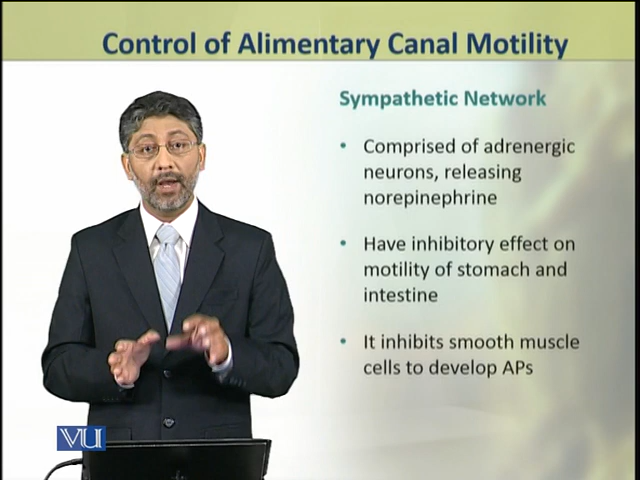 Control of Alimentary Canal Motility
Sympathetic Network
• Comprised of adrenergic
neurons, releasing
norepinephrine
• Have inhibitory effect on
motility of stomach and
intestine
• It inhibits smooth muscle
cells to develop APs
VU